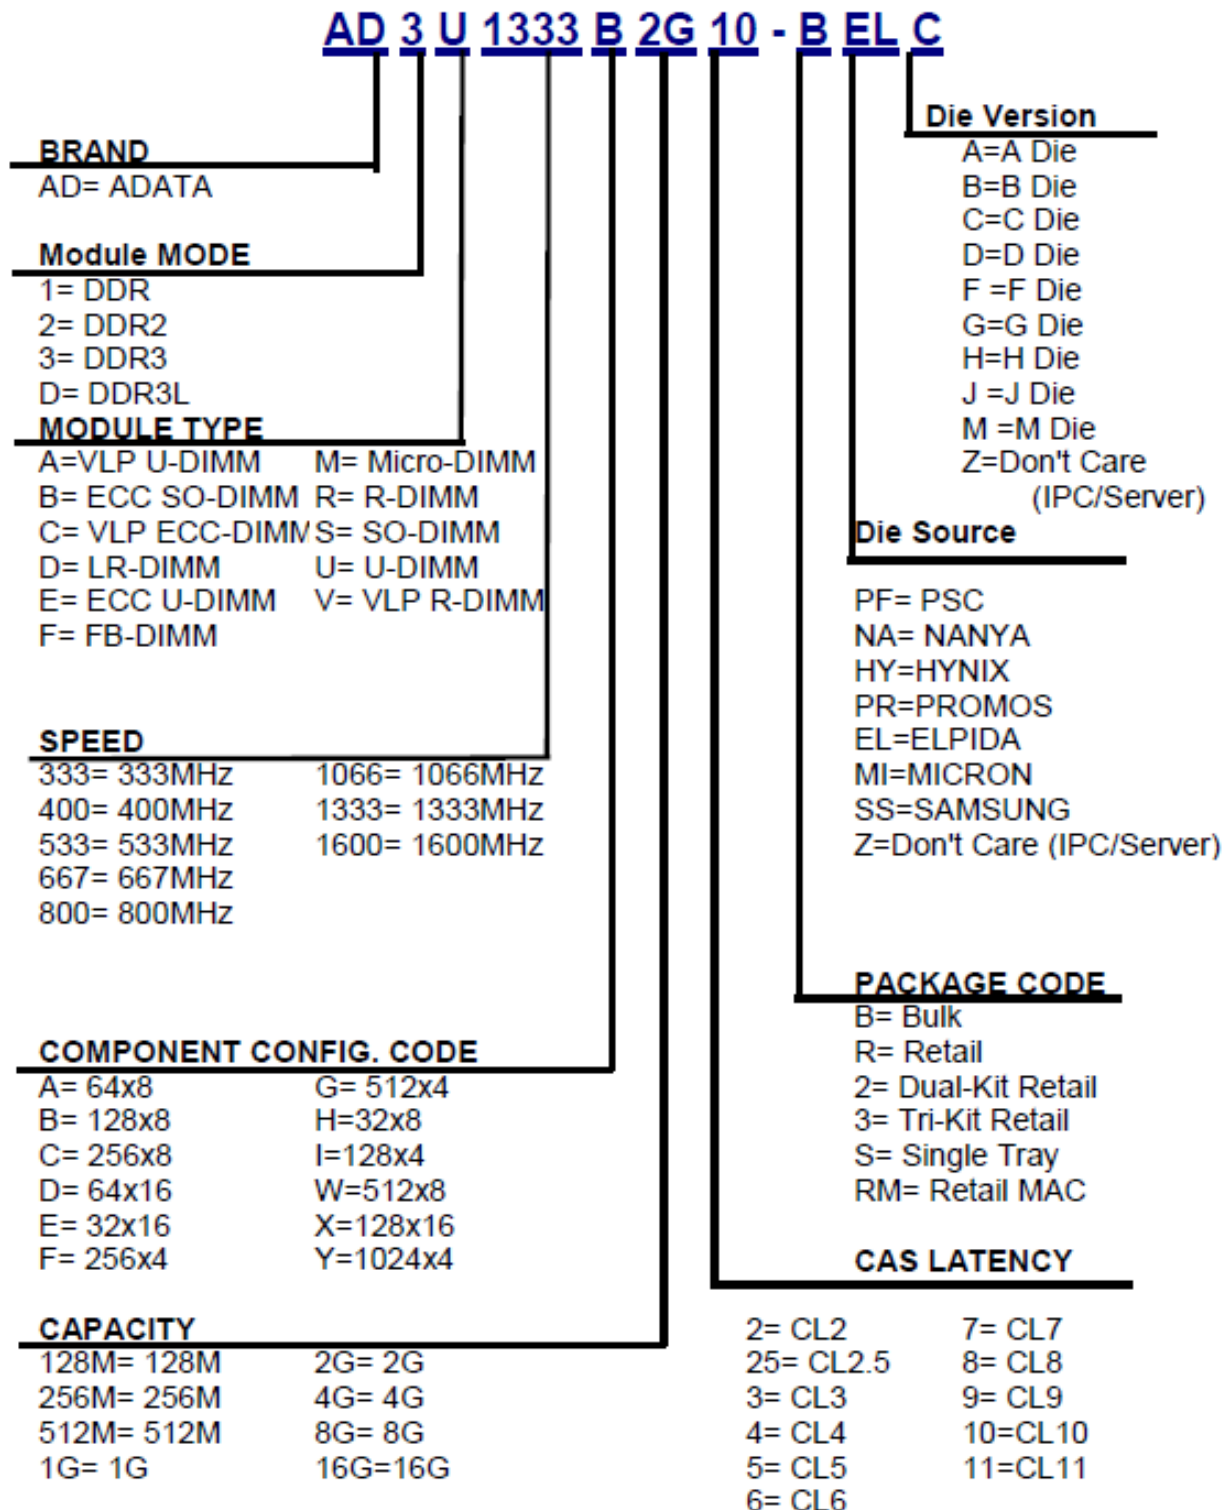 AD 3 U 1333 B 2G 10 - B EL C
BRAND
AD= ADATA
Module MODE
1= DDR
2= DDR2
3= DDR3
D= DDR3L
MODULE TYPE
A=VLP U-DIMM M= Micro-DIMM
B= ECC SO-DIMM R= R-DIMM
C= VLP ECC-DIMM S= SO-DIMM
D= LR-DIMM U= U-DIMM
E= ECC U-DIMM V= VLP R-DIMM
F= FB-DIMM
SPEED
333= 333MHz 1066= 1066MHz
400= 400MHz 1333= 1333MHz
533= 533MHz 1600= 1600MHz
667= 667MHz
800= 800MHz
COMPONENT CONFIG. CODE
A= 64x8 G= 512x4
B= 128x8 H=32x8
C= 256x8 I=128x4
D= 64x16 W=512x8
E= 32x16 X=128x16
F= 256x4 Y=1024x4
CAPACITY
128M= 128M 2G= 2G
256M= 256M 4G= 4G
512M= 512M 8G= 8G
1G= 1G 16G=16G
Die Version
A=A Die
B=B Die
C=C Die
D=D Die
F =F Die
G=G Die
H=H Die
J =J Die
M =M Die
Z=Don't Care
(IPC/Server)
Die Source
PF= PSC
NA= NANYA
HY=HYNIX
PR=PROMOS
EL=ELPIDA
MI=MICRON
SS=SAMSUNG
Z=Don't Care (IPC/Server)
PACKAGE CODE
B= Bulk
R= Retail
2= Dual-Kit Retail
3= Tri-Kit Retail
S= Single Tray
RM= Retail MAC
CAS LATENCY
2= CL2 7= CL7
25= CL2.5 8= CL8
3= CL3 9= CL9
4= CL4 10=CL10
5= CL5 11=CL11
6= CL6